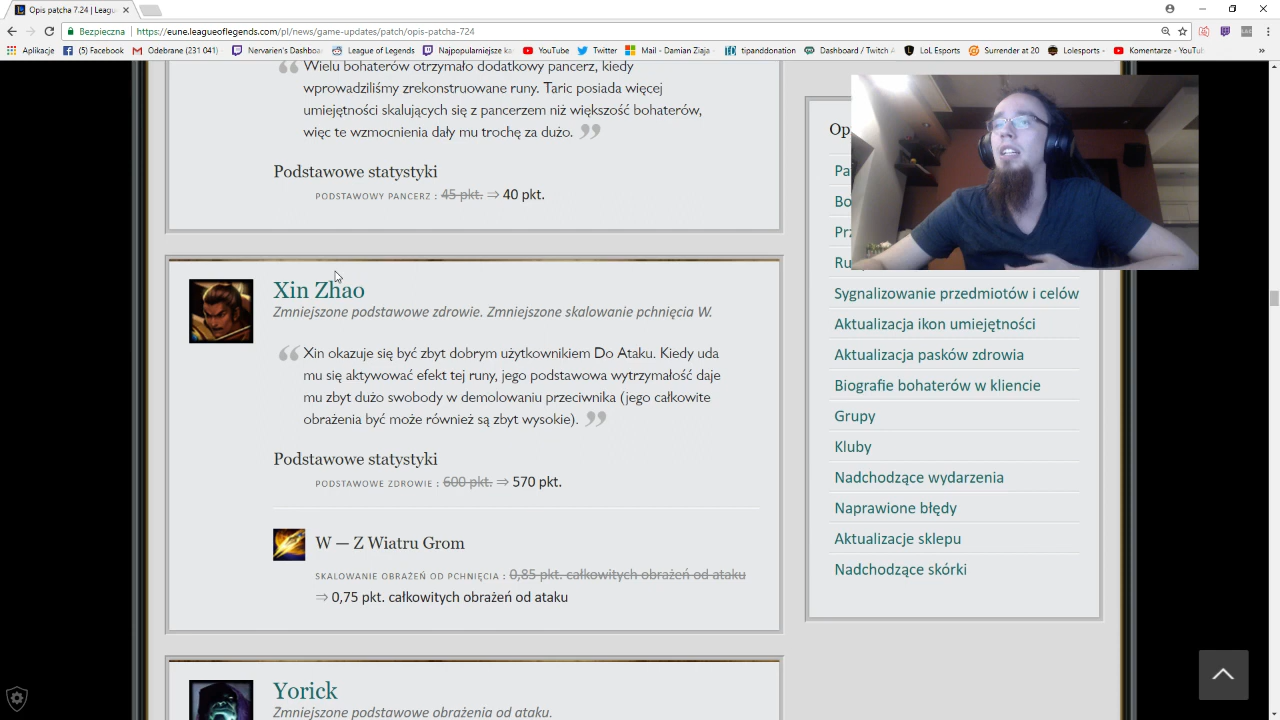 Opis patcha 7.24 | Leagu
Bezpieczna
https://eune.leagueoflegends.com/pl/news/game-updates/patch/opis-patcha-724
Aplikacje
(5) Facebook
Odebrane (231 041)
Nervarien's Dashboar
League of Legends
Najpopularniejsze ka
YouTube
Twitter
Mail - Damian Ziaja
tipanddonation
Dashboard / Twitch A
LoL Esports
Surrender at 20
Lolesports -
Komentarze - YouTu
»
“ Wielu bohaterów otrzymało dodatkowy pancerz, kiedy
wprowadziliśmy zrekonstruowane runy. Taric posiada więcej
umiejętności skalujących się z pancerzem niż większość bohaterów,
więc te wzmocnienia dały mu trochę za dużo. ”
Podstawowe statystyki
PODSTAWOWY PANCERZ : 45 pkt. ⇒ 40 pkt.
Xin Zhao
Zmniejszone podstawowe zdrowie. Zmniejszone skalowanie pchnięcia W.
“ Xin okazuje się być zbyt dobrym użytkownikiem Do Ataku. Kiedy uda
mu się aktywować efekt tej runy, jego podstawowa wytrzymałość daje
mu zbyt dużo swobody w demolowaniu przeciwnika (jego całkowite
obrażenia być może również są zbyt wysokie). ”
Podstawowe statystyki
PODSTAWOWE ZDROWIE : 600 pkt. ⇒ 570 pkt.
W — Z Wiatru Grom
SKALOWANIE OBRAŻEŃ OD PCHNIĘCIA : 0,85 pkt. całkowitych obrażeń od ataku
⇒ 0,75 pkt. całkowitych obrażeń od ataku
Yorick
Zmniejszone podstawowe obrażenia od ataku.
Op
Pa
Bo
Prz
Ru
Sygnalizowanie przedmiotów i celów
Aktualizacja ikon umiejętności
Aktualizacja pasków zdrowia
Biografie bohaterów w kliencie
Grupy
Kluby
Nadchodzące wydarzenia
Naprawione błędy
Aktualizacje sklepu
Nadchodzące skórki